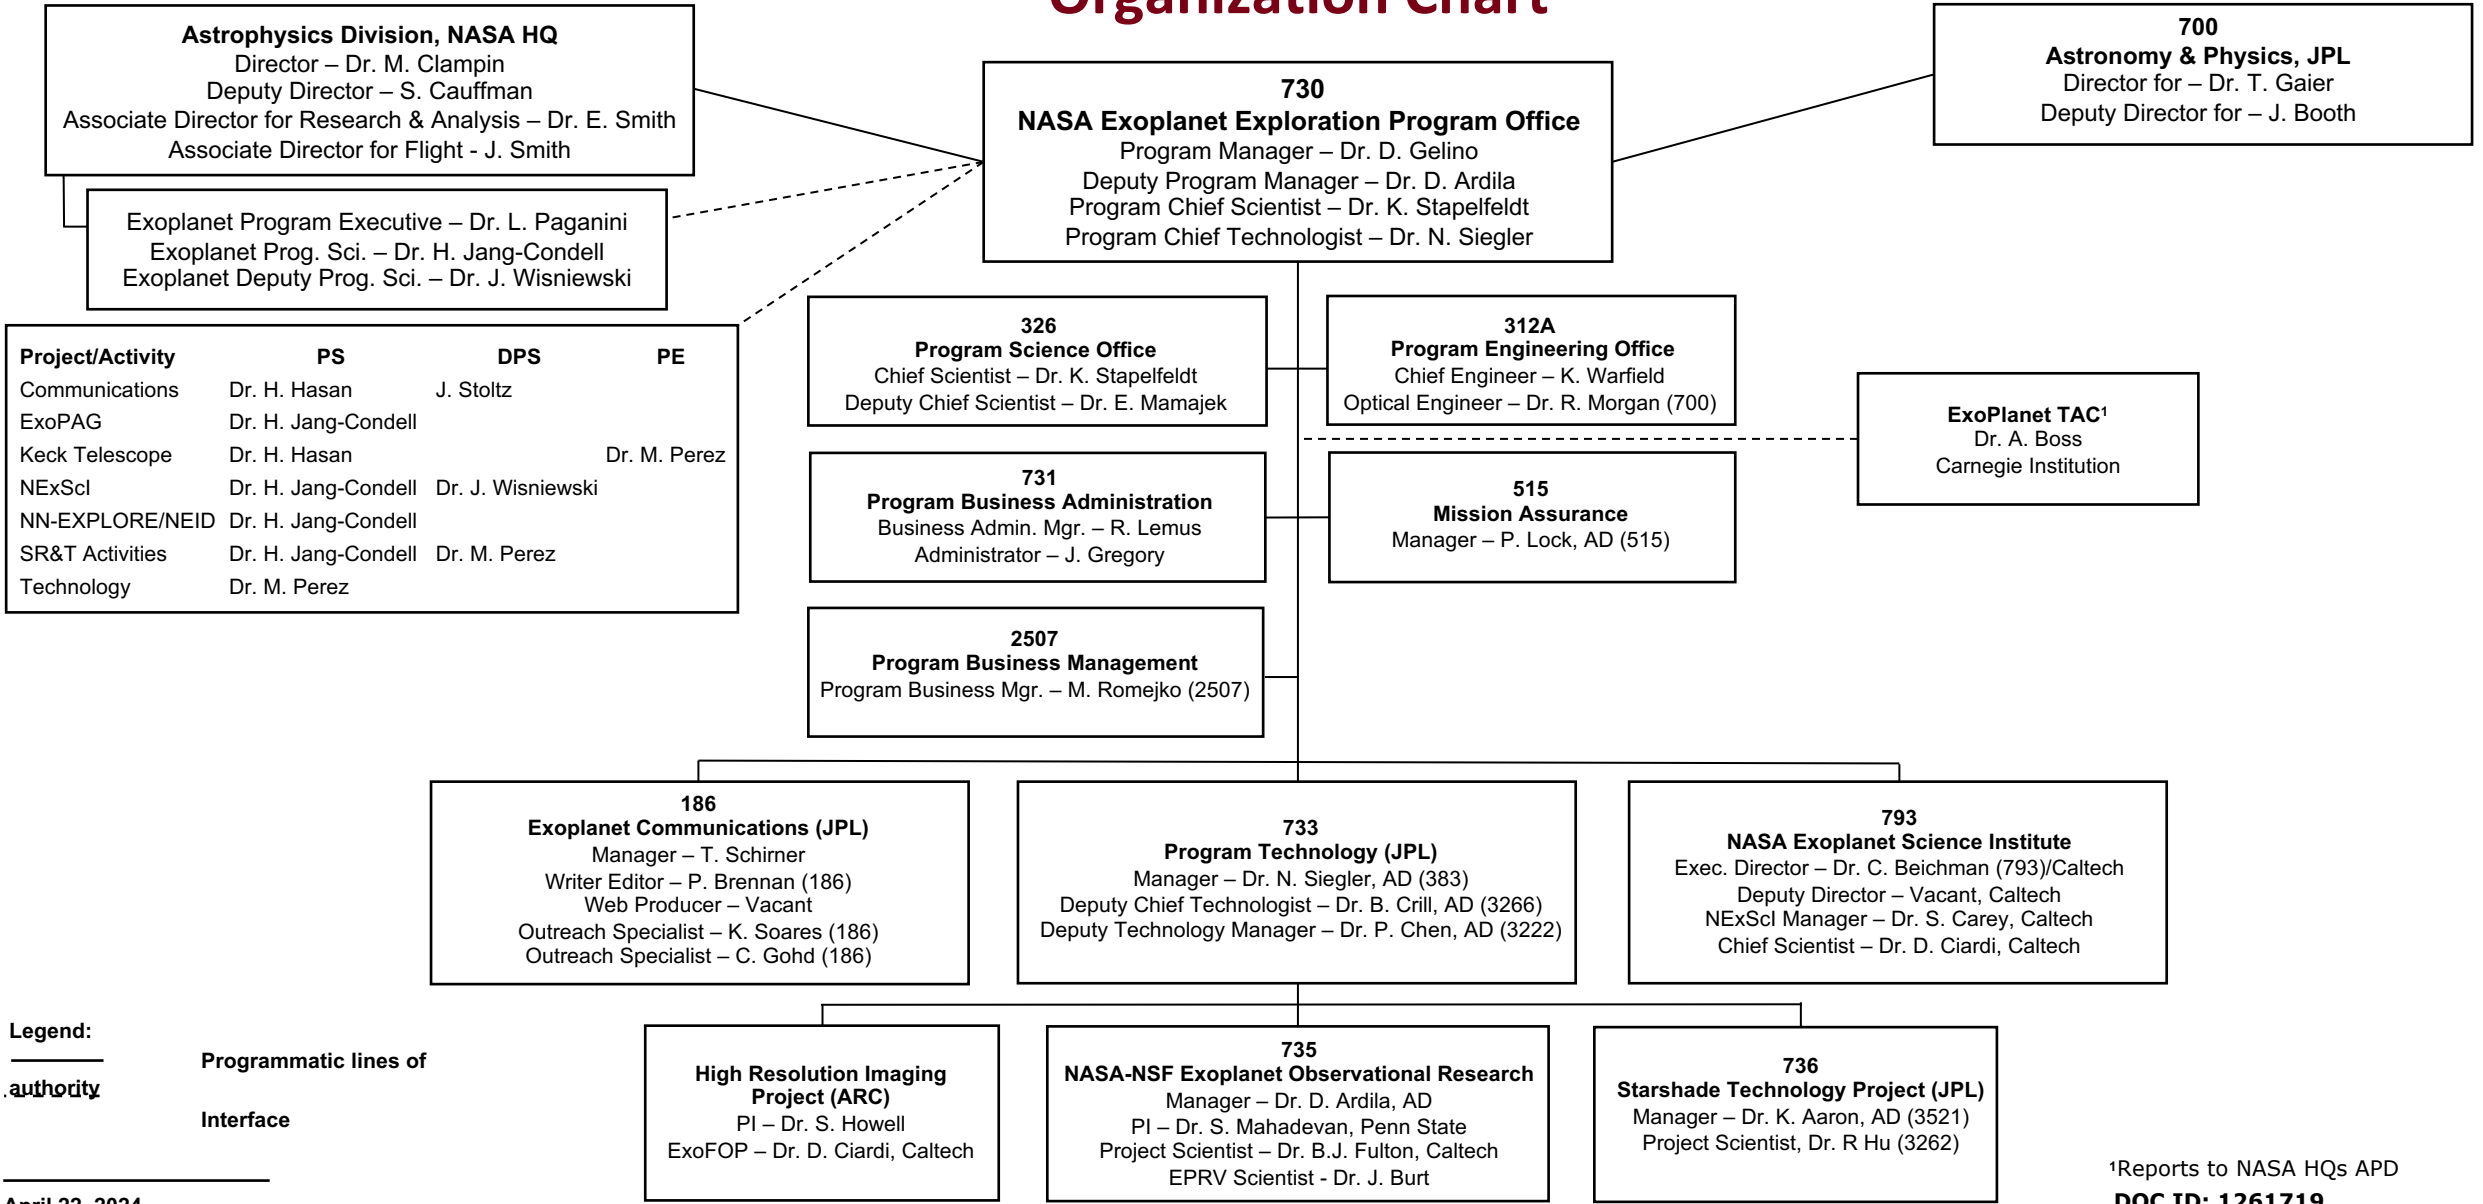 Organization Chart
Astrophysics Division, NASA HQ
Director – Dr. M. Clampin
Deputy Director – S. Cauffman
Associate Director for Research & Analysis – Dr. E. Smith
Associate Director for Flight - J. Smith
730
NASA Exoplanet Exploration Program Office
Program Manager – Dr. D. Gelino
Deputy Program Manager – Dr. D. Ardila
Program Chief Scientist – Dr. K. Stapelfeldt
Program Chief Technologist – Dr. N. Siegler
700
Astronomy & Physics, JPL
Director for – Dr. T. Gaier
Deputy Director for – J. Booth
Exoplanet Program Executive – Dr. L. Paganini
Exoplanet Prog. Sci. – Dr. H. Jang-Condell
Exoplanet Deputy Prog. Sci. – Dr. J. Wisniewski
Project/Activity PS DPS PE
Communications Dr. H. Hasan J. Stoltz
ExoPAG Dr. H. Jang-Condell
Keck Telescope Dr. H. Hasan Dr. M. Perez
NExScI Dr. H. Jang-Condell Dr. J. Wisniewski
NN-EXPLORE/NEID Dr. H. Jang-Condell
SR&T Activities Dr. H. Jang-Condell Dr. M. Perez
Technology Dr. M. Perez
326
Program Science Office
Chief Scientist – Dr. K. Stapelfeldt
Deputy Chief Scientist – Dr. E. Mamajek
312A
Program Engineering Office
Chief Engineer – K. Warfield
Optical Engineer – Dr. R. Morgan (700)
ExoPlanet TAC¹
Dr. A. Boss
Carnegie Institution
731
Program Business Administration
Business Admin. Mgr. – R. Lemus
Administrator – J. Gregory
515
Mission Assurance
Manager – P. Lock, AD (515)
2507
Program Business Management
Program Business Mgr. – M. Romejko (2507)
186
Exoplanet Communications (JPL)
Manager – T. Schirner
Writer Editor – P. Brennan (186)
Web Producer – Vacant
Outreach Specialist – K. Soares (186)
Outreach Specialist – C. Gohd (186)
733
Program Technology (JPL)
Manager – Dr. N. Siegler, AD (383)
Deputy Chief Technologist – Dr. B. Crill, AD (3266)
Deputy Technology Manager – Dr. P. Chen, AD (3222)
793
NASA Exoplanet Science Institute
Exec. Director – Dr. C. Beichman (793)/Caltech
Deputy Director – Vacant, Caltech
NExScI Manager – Dr. S. Carey, Caltech
Chief Scientist – Dr. D. Ciardi, Caltech
High Resolution Imaging
Project (ARC)
PI – Dr. S. Howell
ExoFOP – Dr. D. Ciardi, Caltech
735
NASA-NSF Exoplanet Observational Research
Manager – Dr. D. Ardila, AD
PI – Dr. S. Mahadevan, Penn State
Project Scientist – Dr. B.J. Fulton, Caltech
EPRV Scientist - Dr. J. Burt
736
Starshade Technology Project (JPL)
Manager – Dr. K. Aaron, AD (3521)
Project Scientist, Dr. R Hu (3262)
Legend:
Programmatic lines of
authority
Interface
April 22, 2024
¹Reports to NASA HQs APD
DOC ID: 1261719